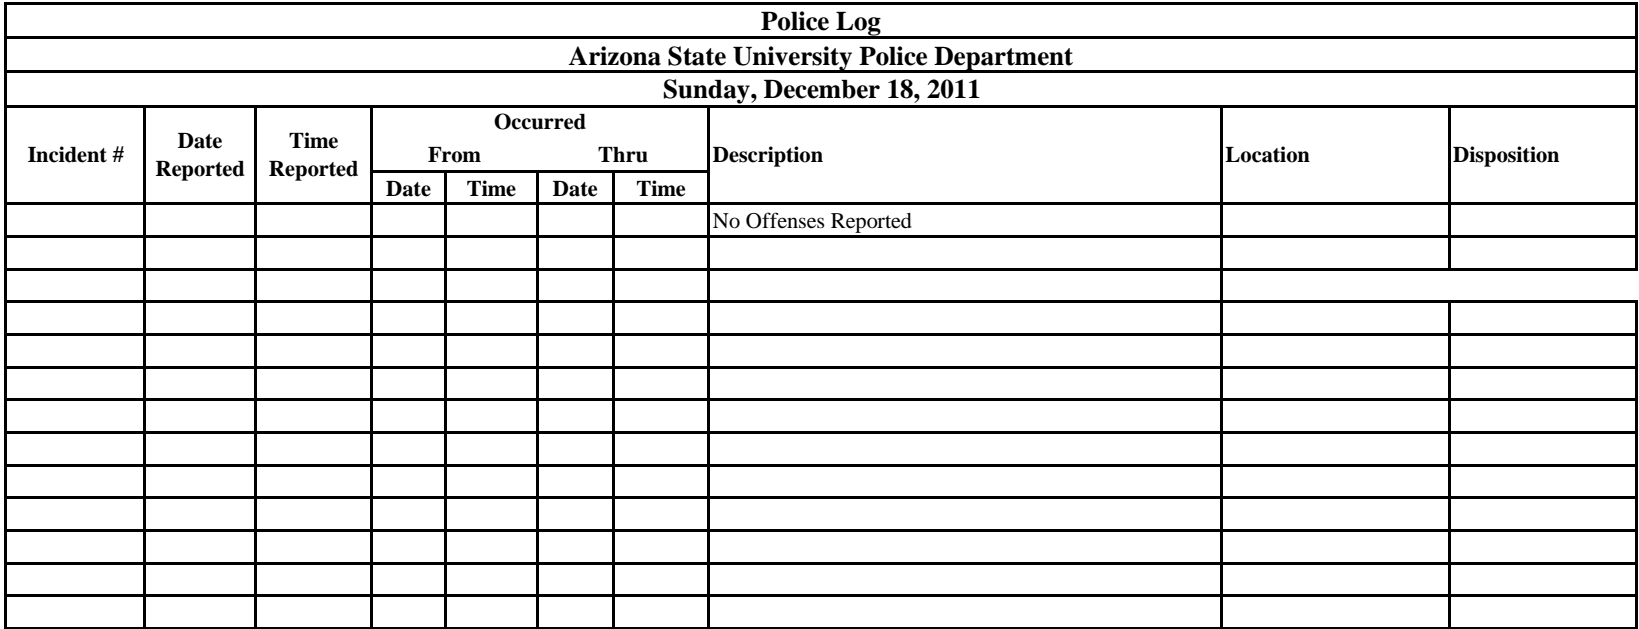 Police Log
Arizona State University Police Department
Sunday, December 18, 2011
Incident #
Date
Reported
Time
Reported
Occurred
From Thru
Date Time Date Time
Description
Location
Disposition
No Offenses Reported